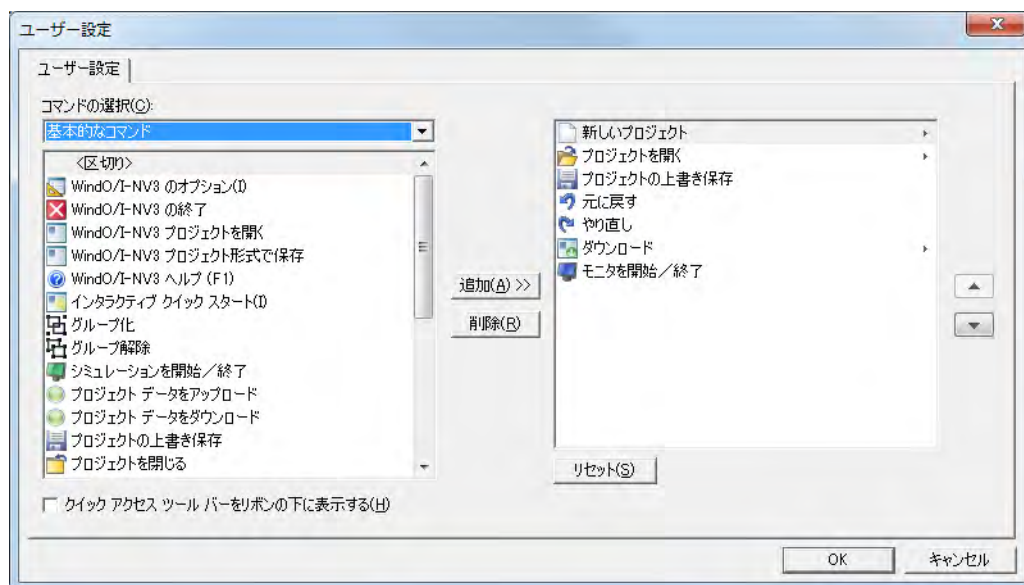 ユーザー設定
ユーザー設定
コマンドの選択(C):
基本的なコマンド
<区切り>
WindO/I-NV3 のオプション(I)
WindO/I-NV3 の終了
WindO/I-NV3 プロジェクトを開く
WindO/I-NV3 プロジェクト形式で保存
WindO/I-NV3 ヘルプ (F1)
インタラクティブ クイック スタート(I)
グループ化
グループ解除
シミュレーションを開始／終了
プロジェクト データをアップロード
プロジェクト データをダウンロード
プロジェクトの上書き保存
プロジェクトを閉じる
追加(A) >>
削除(R)
新しいプロジェクト
プロジェクトを開く
プロジェクトの上書き保存
元に戻す
やり直し
ダウンロード
モニタを開始／終了
リセット(S)
クイック アクセス ツール バーをリボンの下に表示する(H)
OK
キャンセル